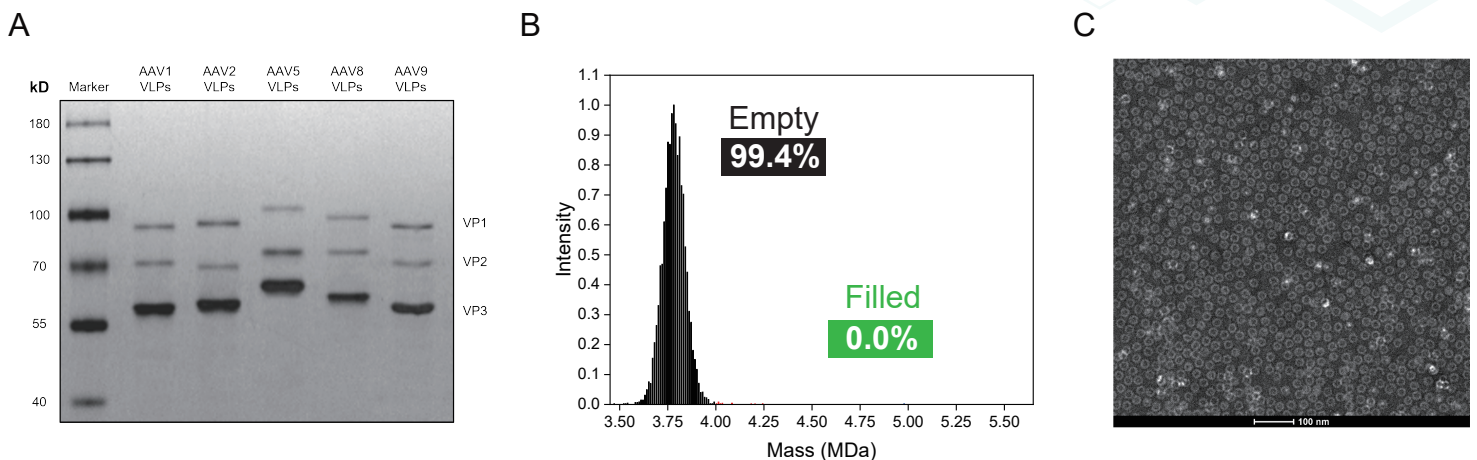 A
B
C
kD
Marker
AAV1 VLPs
AAV2 VLPs
AAV5 VLPs
AAV8 VLPs
AAV9 VLPs
180
130
100
70
55
40
VP1
VP2
VP3
Intensity
1.1
1.0
0.9
0.8
0.7
0.6
0.5
0.4
0.3
0.2
0.1
0.0
Empty
99.4%
Filled
0.0%
3.50 3.75 4.00 4.25 4.50 4.75 5.00 5.25 5.50
Mass (MDa)
100 nm